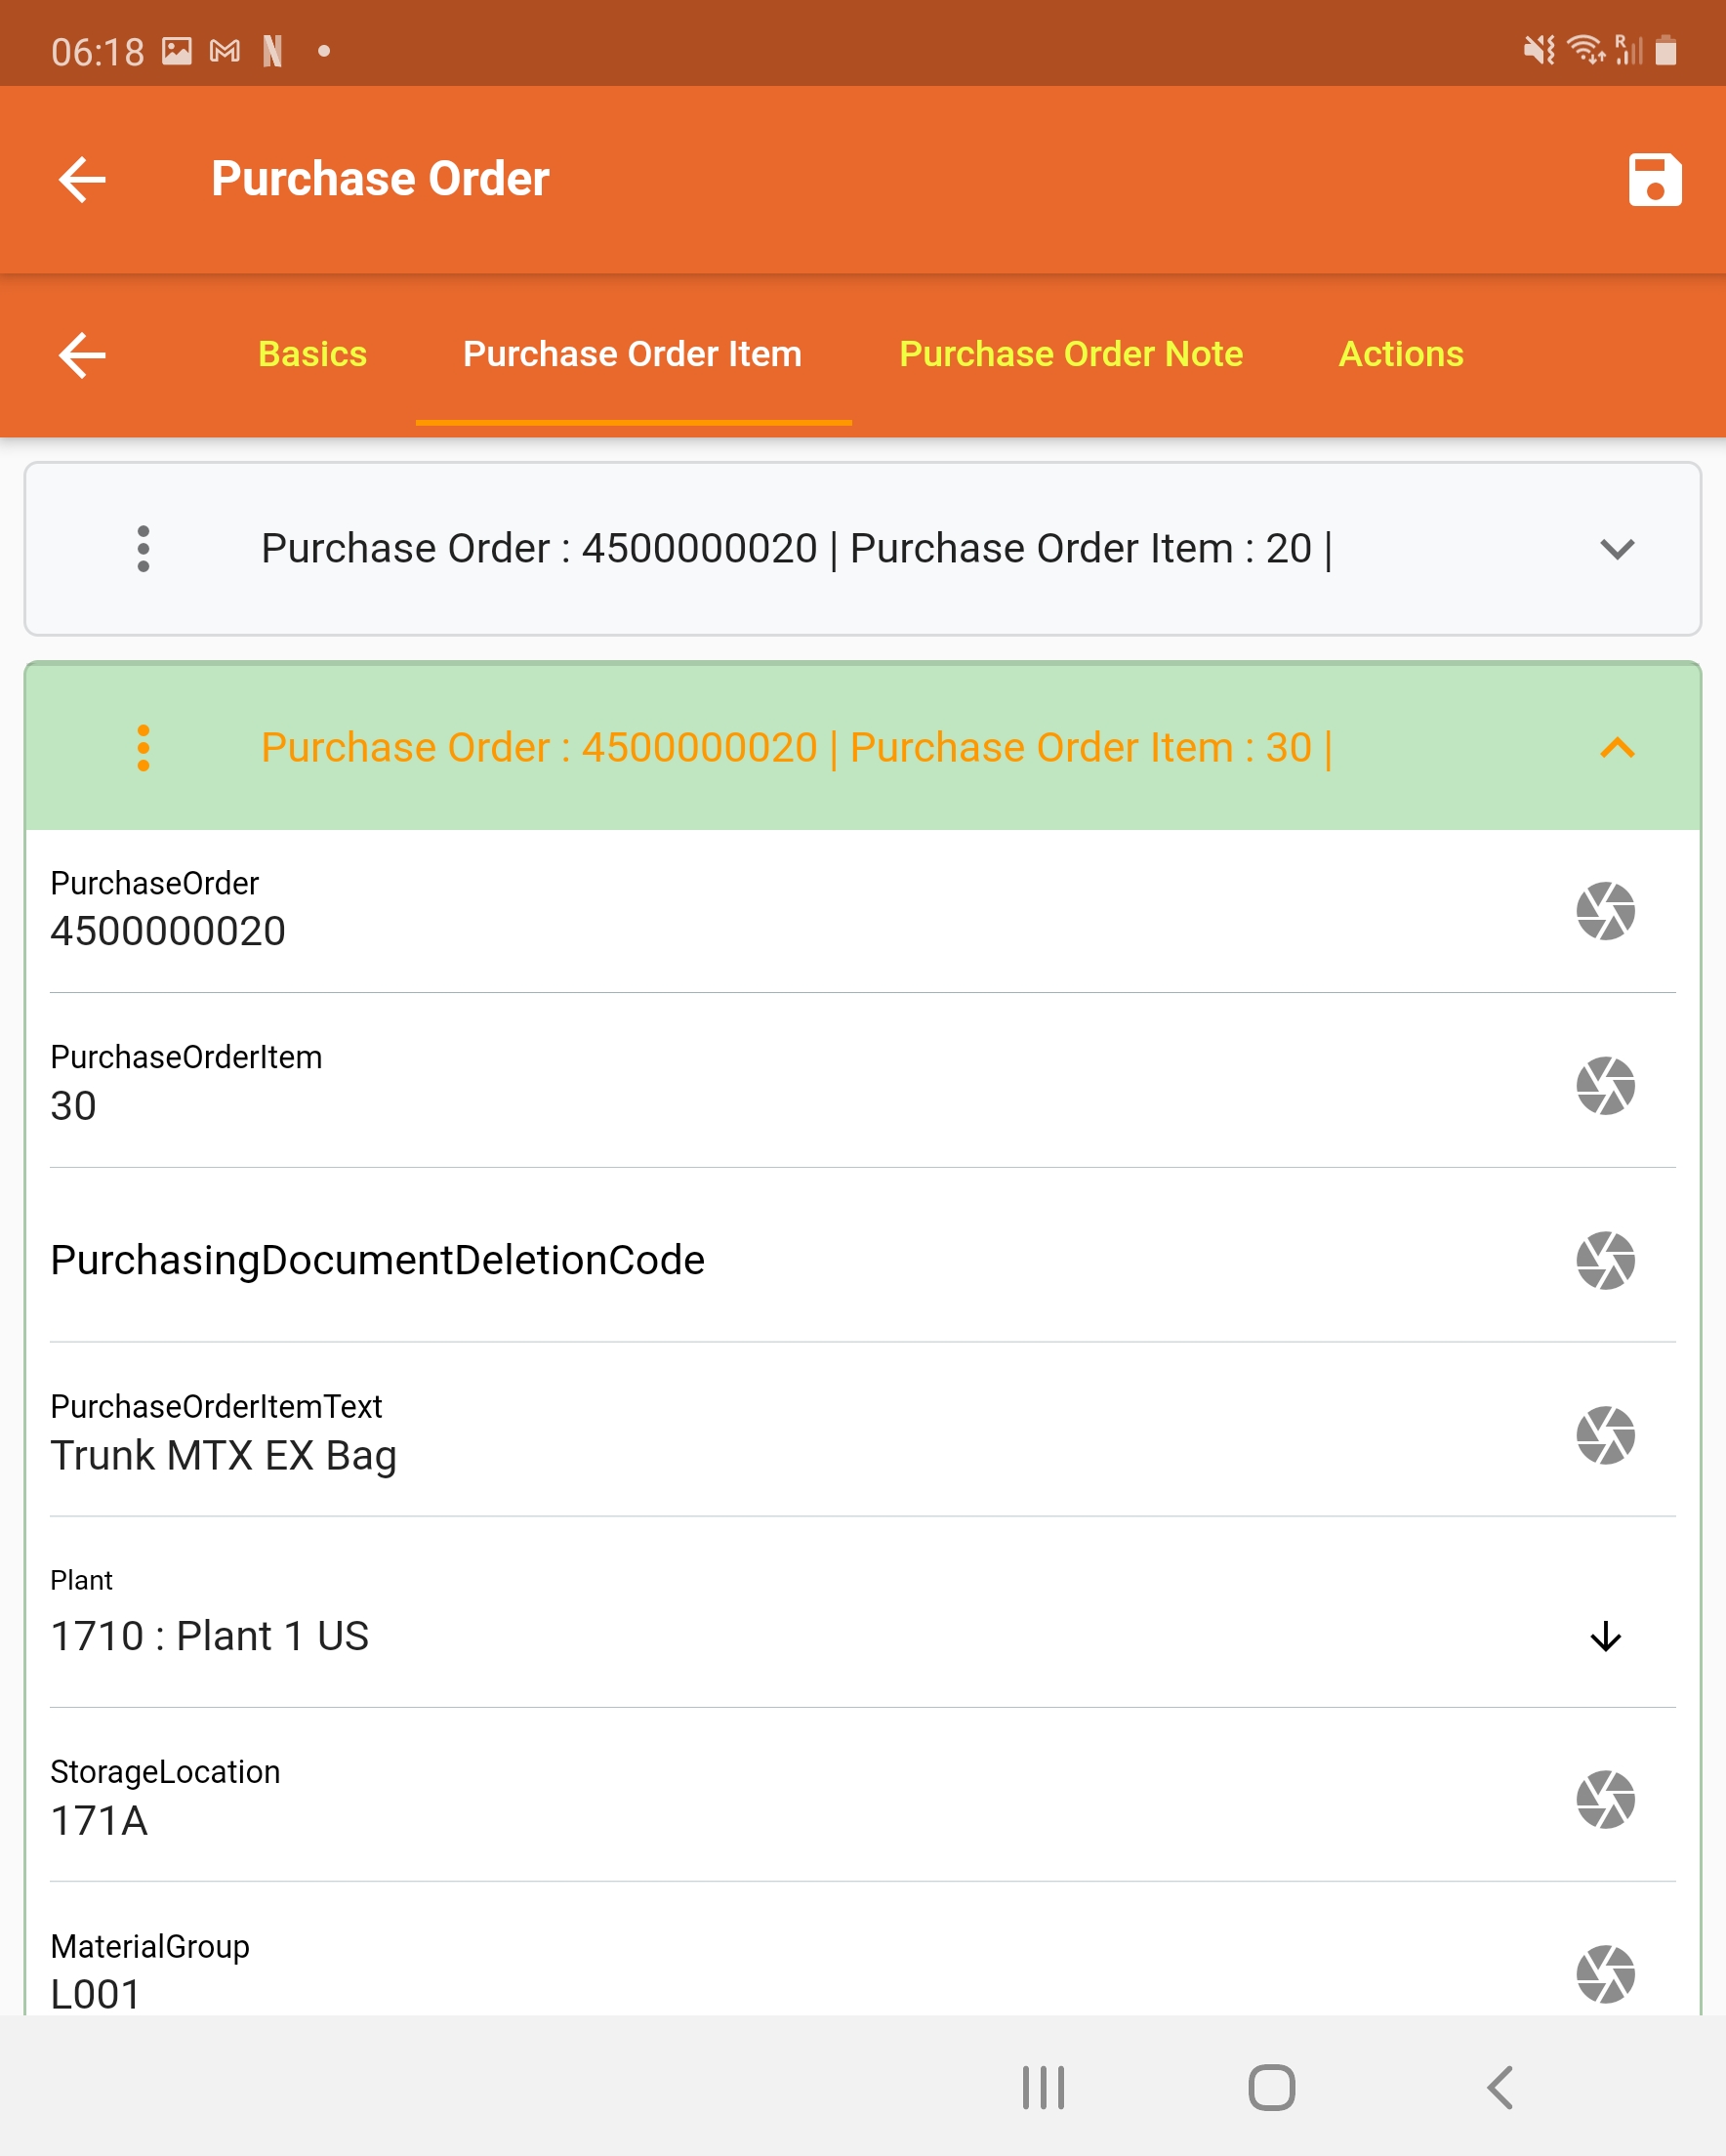 06:18
Purchase Order
Basics Purchase Order Item Purchase Order Note Actions
Purchase Order : 4500000020 | Purchase Order Item : 20 |
Purchase Order : 4500000020 | Purchase Order Item : 30 |
PurchaseOrder
4500000020
PurchaseOrderItem
30
PurchasingDocumentDeletionCode
PurchaseOrderItemText
Trunk MTX EX Bag
Plant
1710 : Plant 1 US
StorageLocation
171A
MaterialGroup
L001